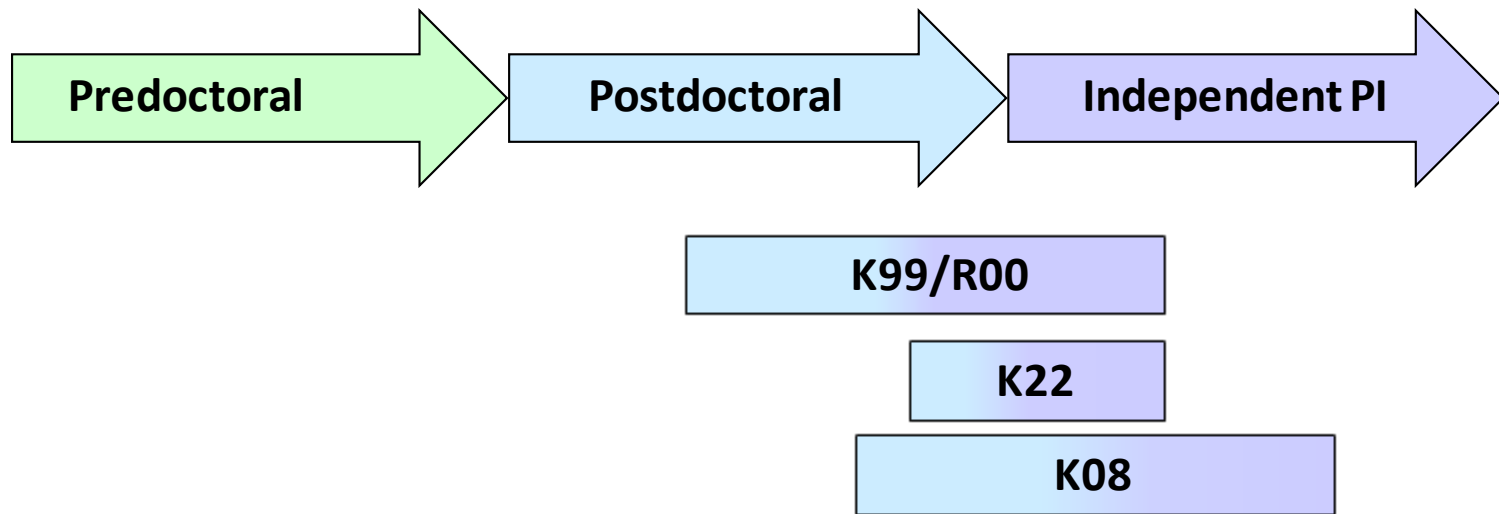 Predoctoral
Postdoctoral
Independent PI
K99/R00
K22
K08